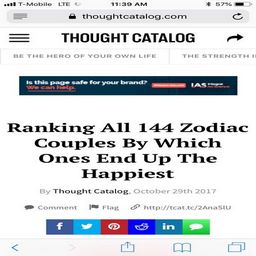 T-Mobile LTE 11:39 AM 57%
thoughtcatalog.com
THOUGHT CATALOG
BE THE HERO OF YOUR OWN LIFE THE STRENGTH I
Is this page safe for your brand?
We can help.
IAS
Ranking All 144 Zodiac
Couples By Which
Ones End Up The
Happiest
By Thought Catalog, October 29th 2017
Comment Flag http://tcat.tc/2AnaSlU